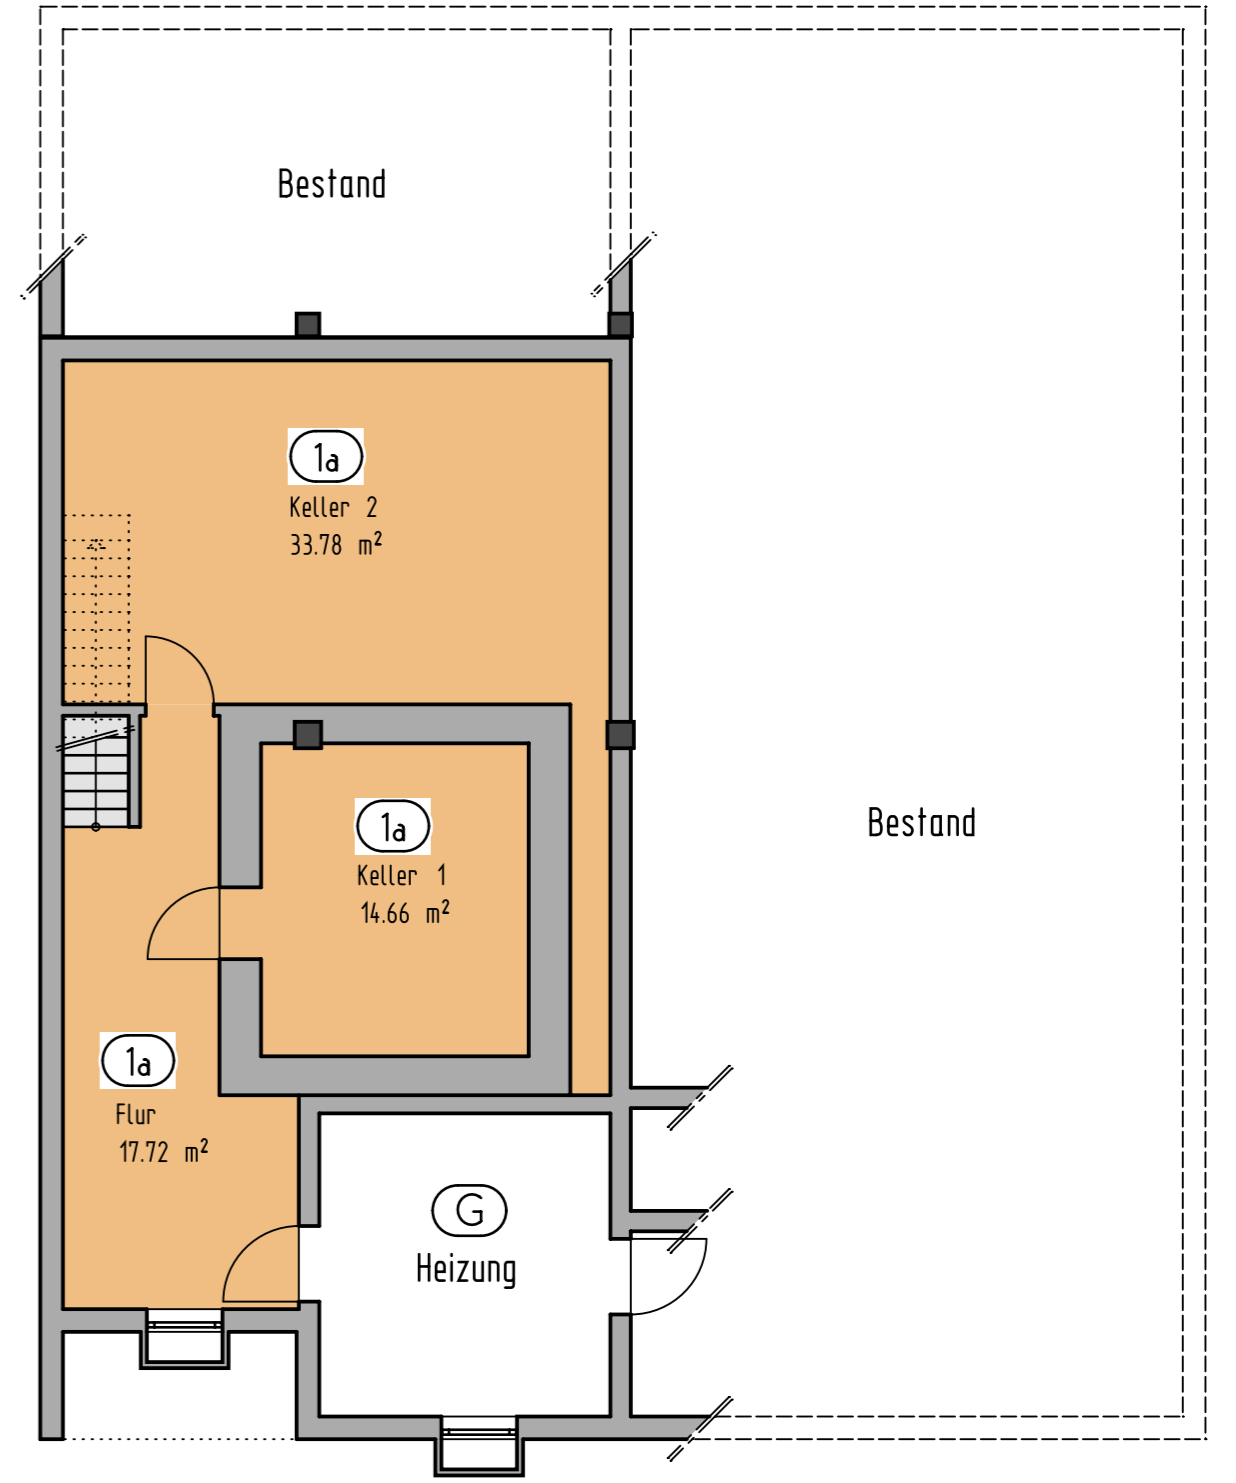 Bestand
1a
Keller 2
33.78 m²
1a
Keller 1
14.66 m²
Bestand
1a
Flur
17.72 m²
G
Heizung